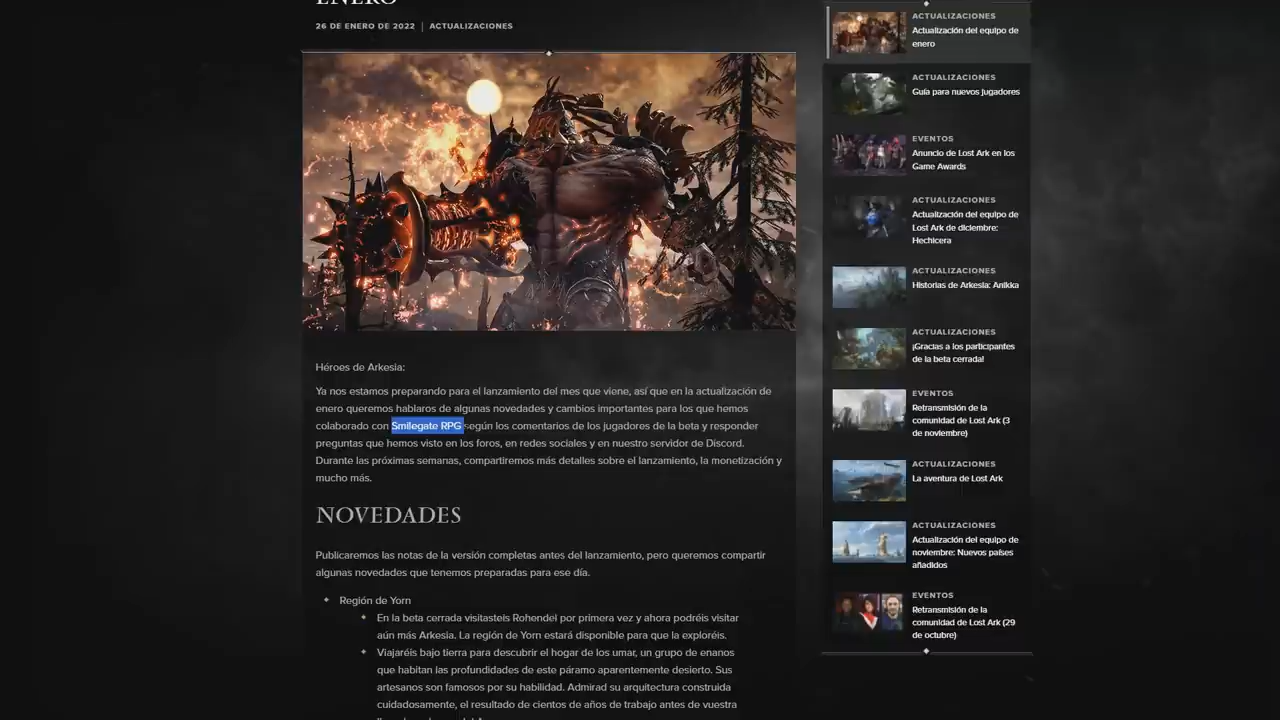 ENERO
26 DE ENERO DE 2022 | ACTUALIZACIONES
Héroes de Arkesia:
Ya nos estamos preparando para el lanzamiento del mes que viene, así que en la actualización de
enero queremos hablaros de algunas novedades y cambios importantes para los que hemos
colaborado con Smilegate RPG según los comentarios de los jugadores de la beta y responder
preguntas que hemos visto en los foros, en redes sociales y en nuestro servidor de Discord.
Durante las próximas semanas, compartiremos más detalles sobre el lanzamiento, la monetización y
mucho más.
NOVEDADES
Publicaremos las notas de la versión completas antes del lanzamiento, pero queremos compartir
algunas novedades que tenemos preparadas para ese día.
Región de Yorn
En la beta cerrada visitasteis Rohendel por primera vez y ahora podréis visitar
aún más Arkesia. La región de Yorn estará disponible para que la exploréis.
Viajaréis bajo tierra para descubrir el hogar de los umar, un grupo de enanos
que habitan las profundidades de este páramo aparentemente desierto. Sus
artesanos son famosos por su habilidad. Admirad su arquitectura construida
cuidadosamente, el resultado de cientos de años de trabajo antes de vuestra
ACTUALIZACIONES
Actualización del equipo de
enero
ACTUALIZACIONES
Guía para nuevos jugadores
EVENTOS
Anuncio de Lost Ark en los
Game Awards
ACTUALIZACIONES
Actualización del equipo de
Lost Ark de diciembre:
Hechicera
ACTUALIZACIONES
Historias de Arkesia: Anikka
ACTUALIZACIONES
¡Gracias a los participantes
de la beta cerrada!
EVENTOS
Retransmisión de la
comunidad de Lost Ark (3
de noviembre)
ACTUALIZACIONES
La aventura de Lost Ark
ACTUALIZACIONES
Actualización del equipo de
noviembre: Nuevos países
añadidos
EVENTOS
Retransmisión de la
comunidad de Lost Ark (29
de octubre)